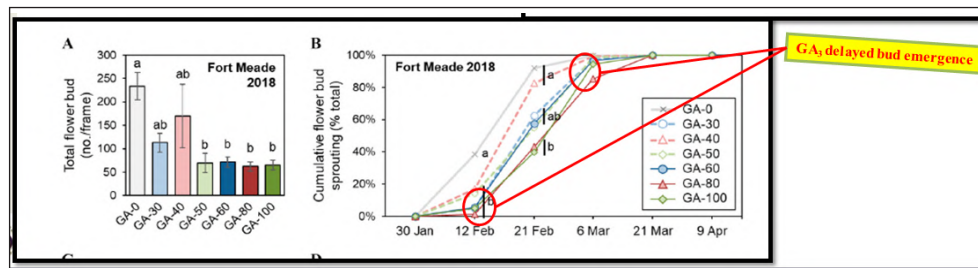 A
Total flower bud
(no./frame)
300
250
200
150
100
50
0
Fort Meade
2018
a
ab
ab
b
b
b
b
GA-0
GA-30
GA-40
GA-50
GA-60
GA-80
GA-100
B
Cumulative flower bud
sprouting (% total)
100%
80%
60%
40%
20%
0%
Fort Meade 2018
a
b
a
ab
b
GA-0
GA-30
GA-40
GA-50
GA-60
GA-80
GA-100
30 Jan
12 Feb
21 Feb
6 Mar
21 Mar
9 Apr
GA₃ delayed bud emergence